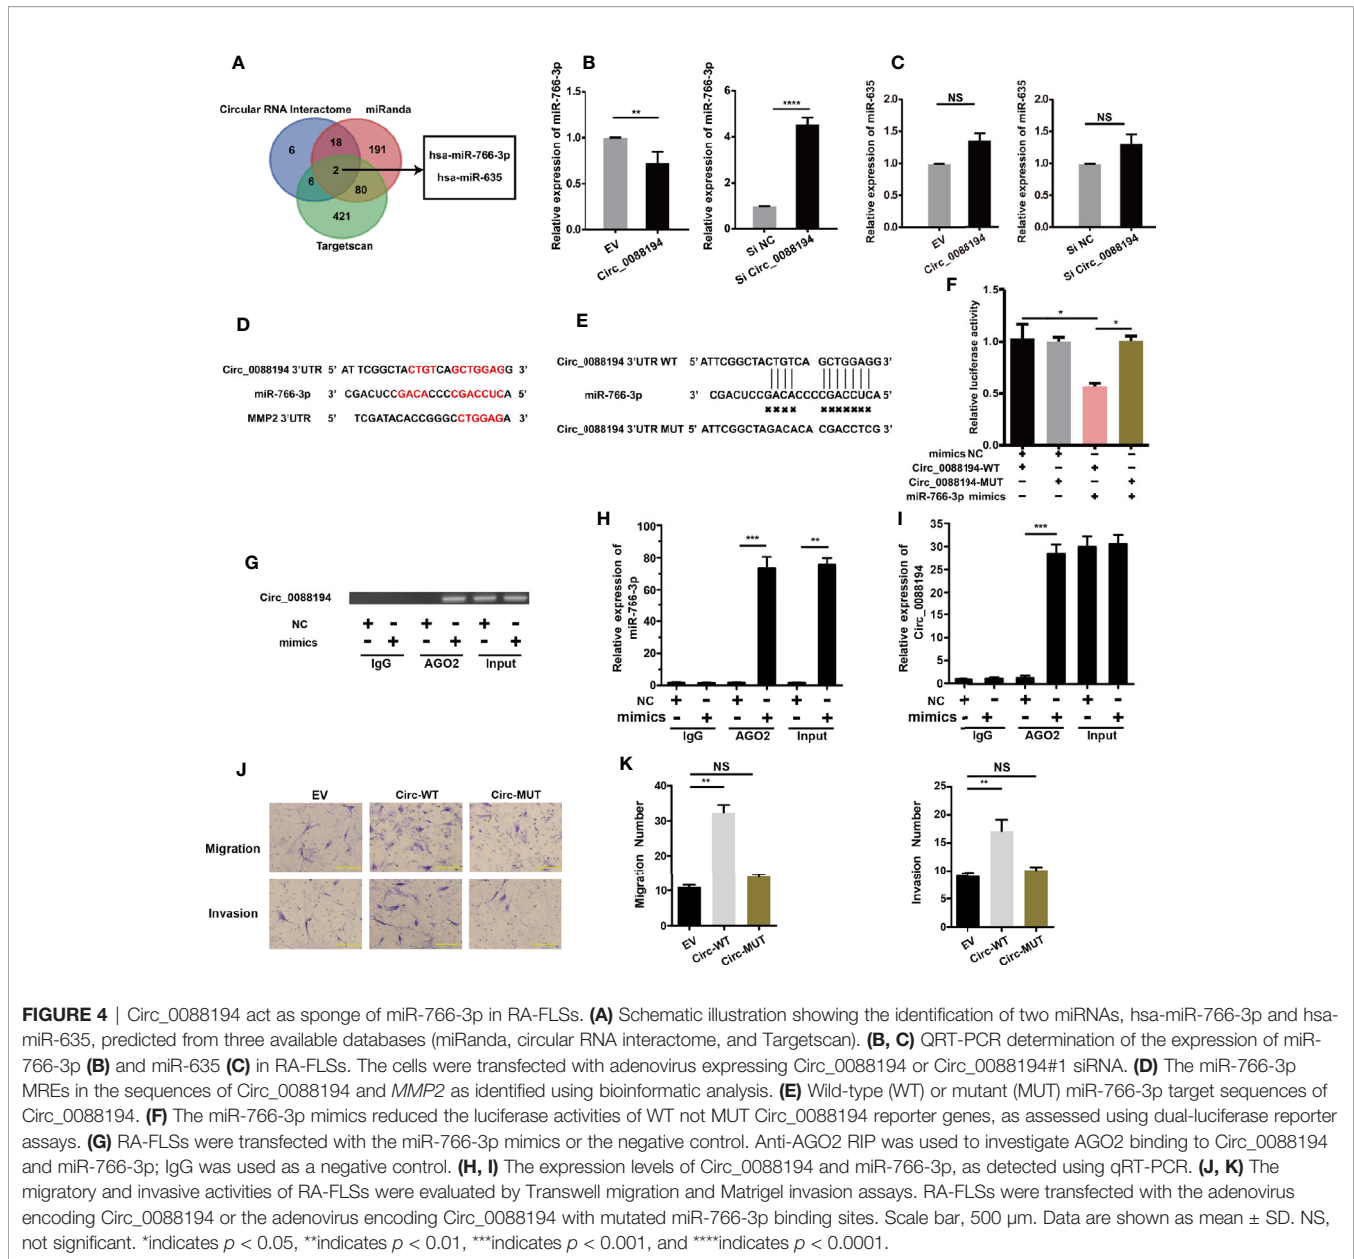 A
Circular RNA Interactome
miRanda
6
18
191
2
6
80
421
Targetscan
hsa-miR-766-3p
hsa-miR-635
B
Relative expression of miR-766-3p
1.5
1.0
0.5
0.0
**
EV
Circ_0088194
Relative expression of miR-766-3p
6
4
2
0
****
Si NC
Si Circ_0088194
C
Relative expression of miR-635
2.0
1.5
1.0
0.5
0.0
NS
EV
Circ_0088194
Relative expression of miR-635
2.0
1.5
1.0
0.5
0.0
NS
Si NC
Si Circ_0088194
D
Circ_0088194 3'UTR 5' ATTCGGCTACTGTCAGCTGGAGG 3'
miR-766-3p 3' CGACUCCGACACCCCGACCUCA 5'
MMP2 3'UTR 5' TCGATACACCGGGCCTGGAGA 3'
E
Circ_0088194 3'UTR WT 5' ATTCGGCTACTGTCA GCTGGAGG3'
miR-766-3p 3' CGACUCCGACACCCCGACCUCA 5'
Circ_0088194 3'UTR MUT 5' ATTCGGCTAGACACA CGACCTCG 3'
F
Relative luciferase activity
1.5
1.0
0.5
0.0
*
*
mimics NC + + – –
Circ_0088194-WT + – + –
Circ_0088194-MUT – + – +
miR-766-3p mimics – – + +
G
Circ_0088194
NC + - + - + -
mimics - + - + - +
IgG AGO2 Input
H
Relative expression of
miR-766-3p
100
80
60
40
20
0
***
**
NC + - + - + -
mimics - + - + - +
IgG AGO2 Input
I
Relative expression of
Circ_0088194
35
30
25
20
15
10
5
0
***
NC + - + - + -
mimics - + - + - +
IgG AGO2 Input
J
EV Circ-WT Circ-MUT
Migration
Invasion
K
Migration Number
40
30
20
10
0
NS
**
EV
Circ-WT
Circ-MUT
Invasion Number
25
20
15
10
5
0
NS
**
EV
Circ-WT
Circ-MUT
FIGURE 4 | Circ_0088194 act as sponge of miR-766-3p in RA-FLSs. (A) Schematic illustration showing the identification of two miRNAs, hsa-miR-766-3p and hsa-
miR-635, predicted from three available databases (miRanda, circular RNA interactome, and Targetscan). (B, C) QRT-PCR determination of the expression of miR-
766-3p (B) and miR-635 (C) in RA-FLSs. The cells were transfected with adenovirus expressing Circ_0088194 or Circ_0088194#1 siRNA. (D) The miR-766-3p
MREs in the sequences of Circ_0088194 and MMP2 as identified using bioinformatic analysis. (E) Wild-type (WT) or mutant (MUT) miR-766-3p target sequences of
Circ_0088194. (F) The miR-766-3p mimics reduced the luciferase activities of WT not MUT Circ_0088194 reporter genes, as assessed using dual-luciferase reporter
assays. (G) RA-FLSs were transfected with the miR-766-3p mimics or the negative control. Anti-AGO2 RIP was used to investigate AGO2 binding to Circ_0088194
and miR-766-3p; IgG was used as a negative control. (H, I) The expression levels of Circ_0088194 and miR-766-3p, as detected using qRT-PCR. (J, K) The
migratory and invasive activities of RA-FLSs were evaluated by Transwell migration and Matrigel invasion assays. RA-FLSs were transfected with the adenovirus
encoding Circ_0088194 or the adenovirus encoding Circ_0088194 with mutated miR-766-3p binding sites. Scale bar, 500 µm. Data are shown as mean ± SD. NS,
not significant. *indicates p < 0.05, **indicates p < 0.01, ***indicates p < 0.001, and ****indicates p < 0.0001.